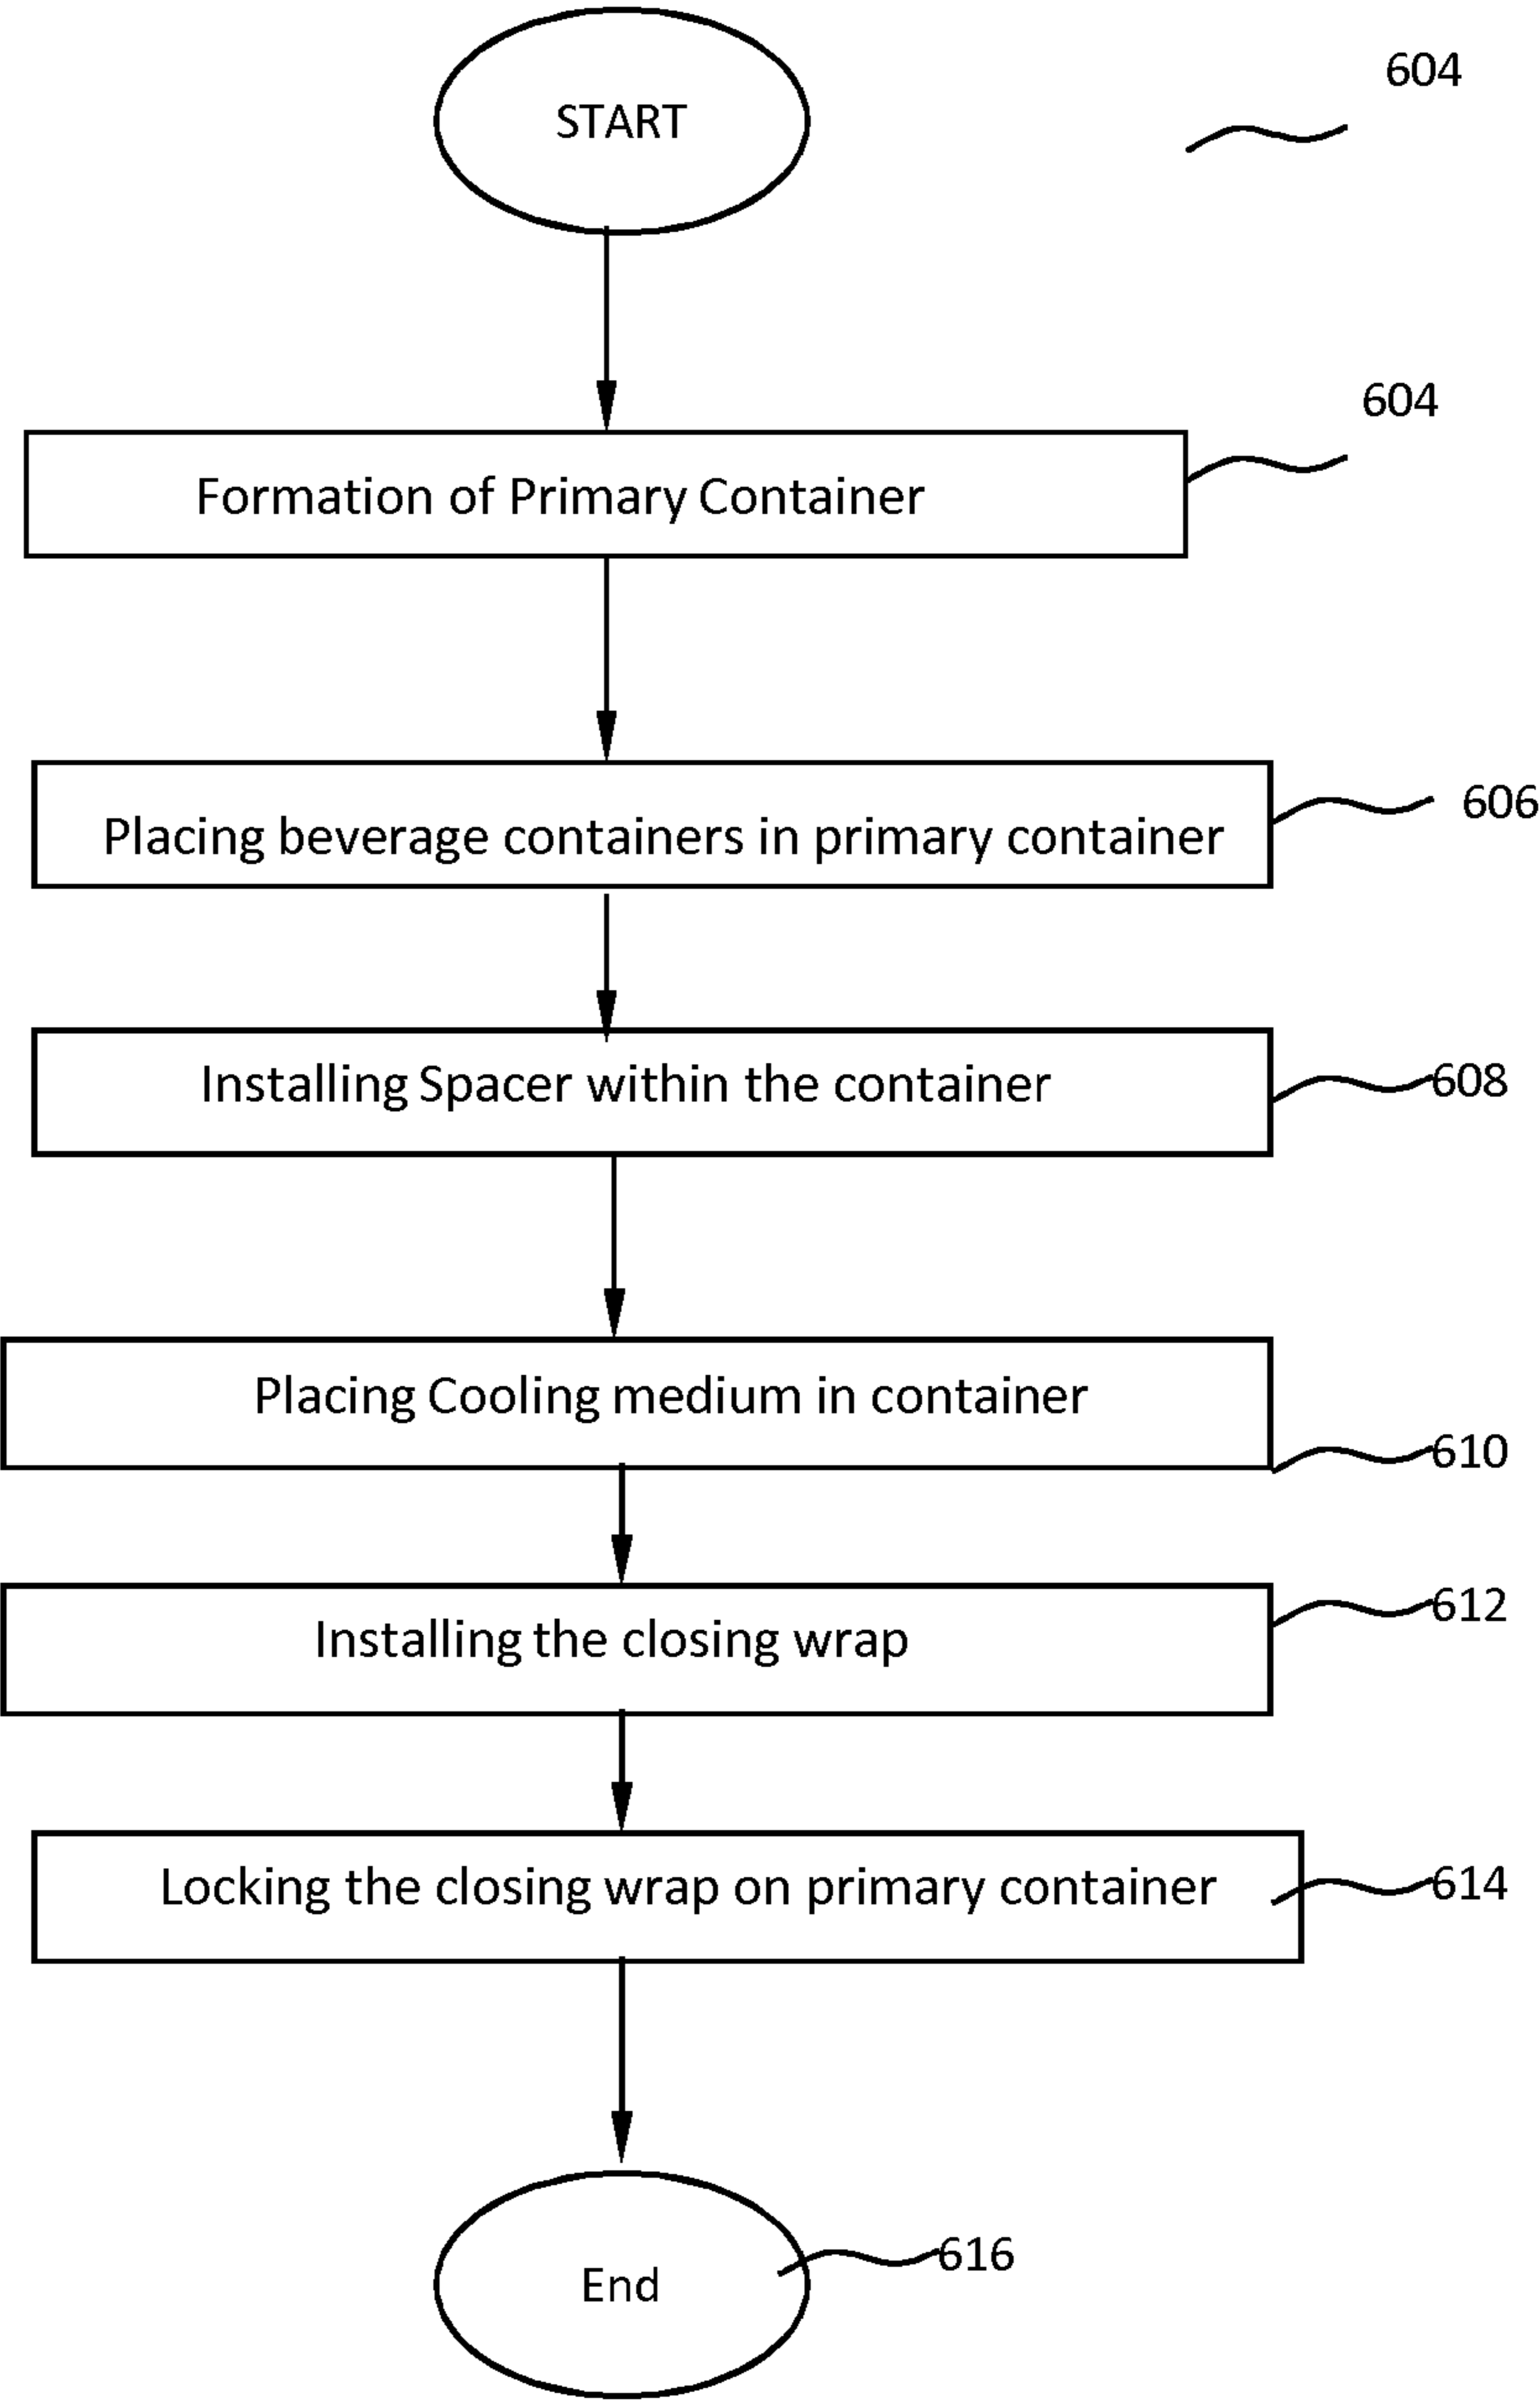 604
START
604
Formation of Primary Container
606
Placing beverage containers in primary container
608
Installing Spacer within the container
Placing Cooling medium in container
610
612
Installing the closing wrap
614
Locking the closing wrap on primary container
616
End